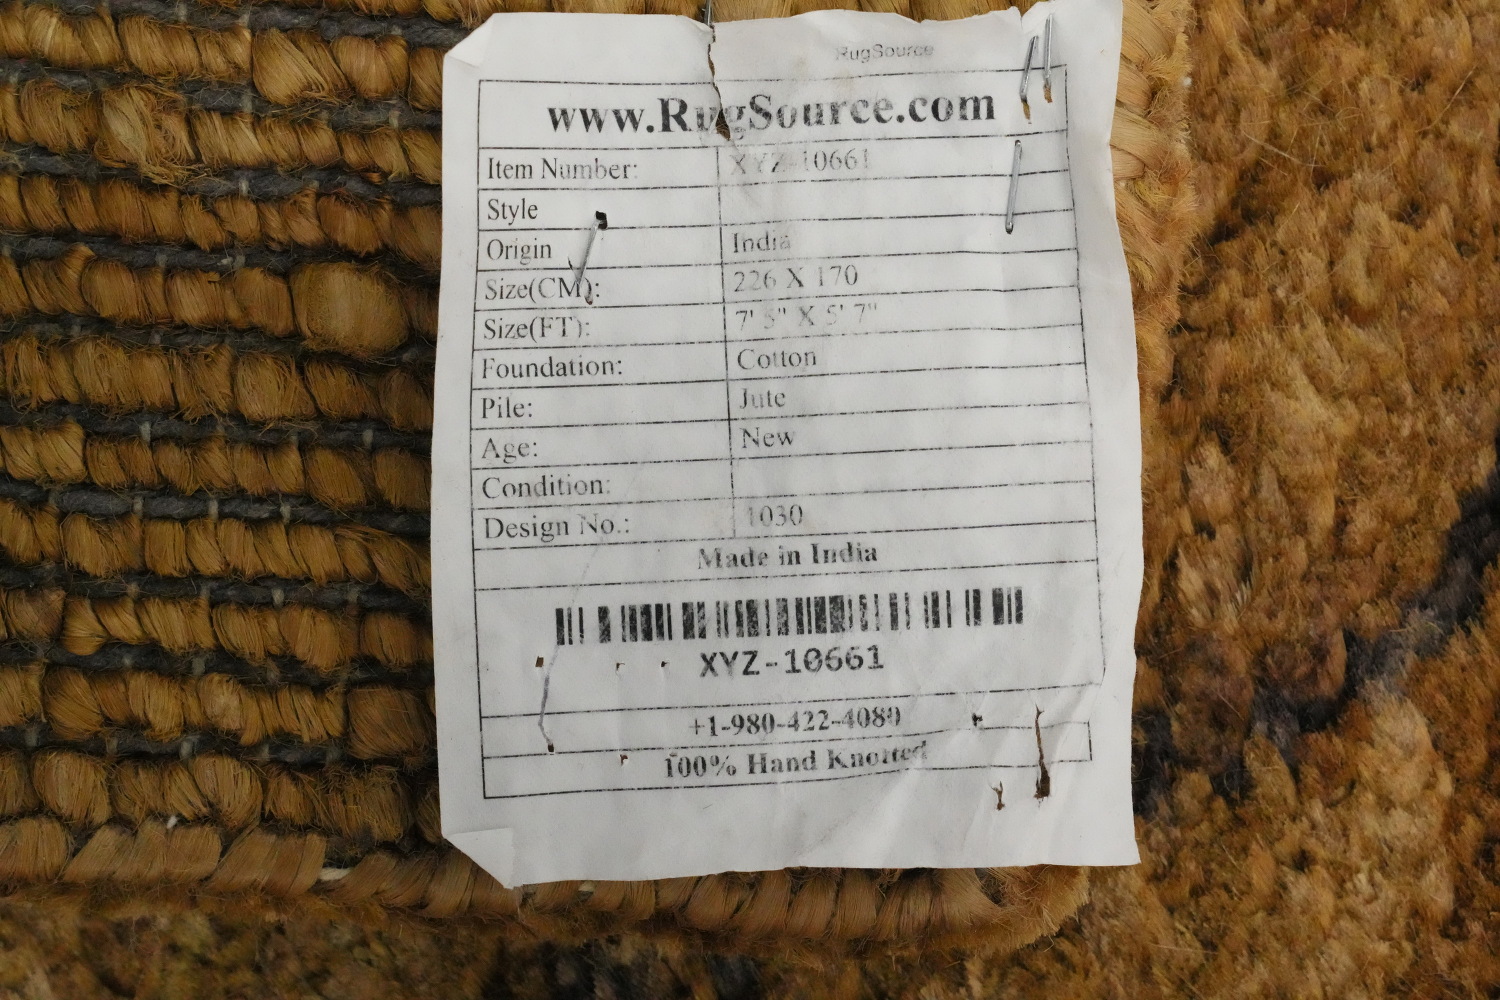 RugSource
www.RugSource.com
Item Number: XYZ-10661
Style
Origin India
Size(CM): 226 X 170
Size(FT): 7' 5" X 5' 7"
Foundation: Cotton
Pile: Jute
Age: New
Condition:
Design No.: 1030
Made in India
XYZ-10661
+1-980-422-4080
100% Hand Knotted